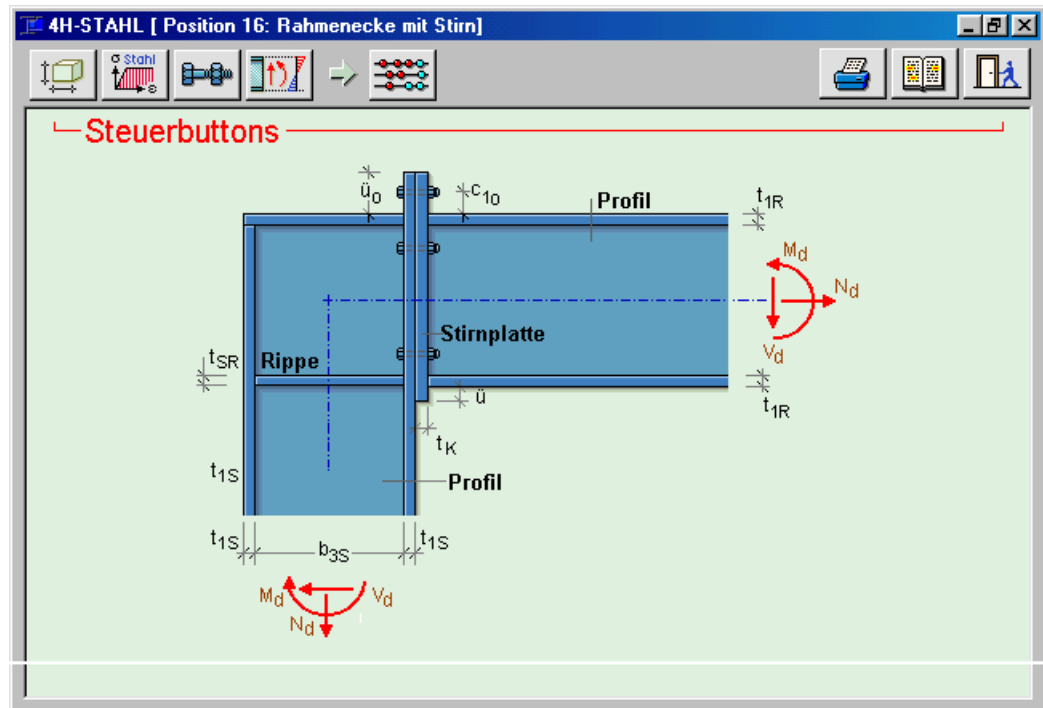 4H-STAHL [ Position 16: Rahmenecke mit Stirn]
σ Stahl
ε
Steuerbuttons
ü₀
c₁₀
Profil
t1R
Md
Nd
Vd
Stirnplatte
tSR
Rippe
ü
t1R
tK
t1S
Profil
t1S
b3S
t1S
Md
Vd
Nd